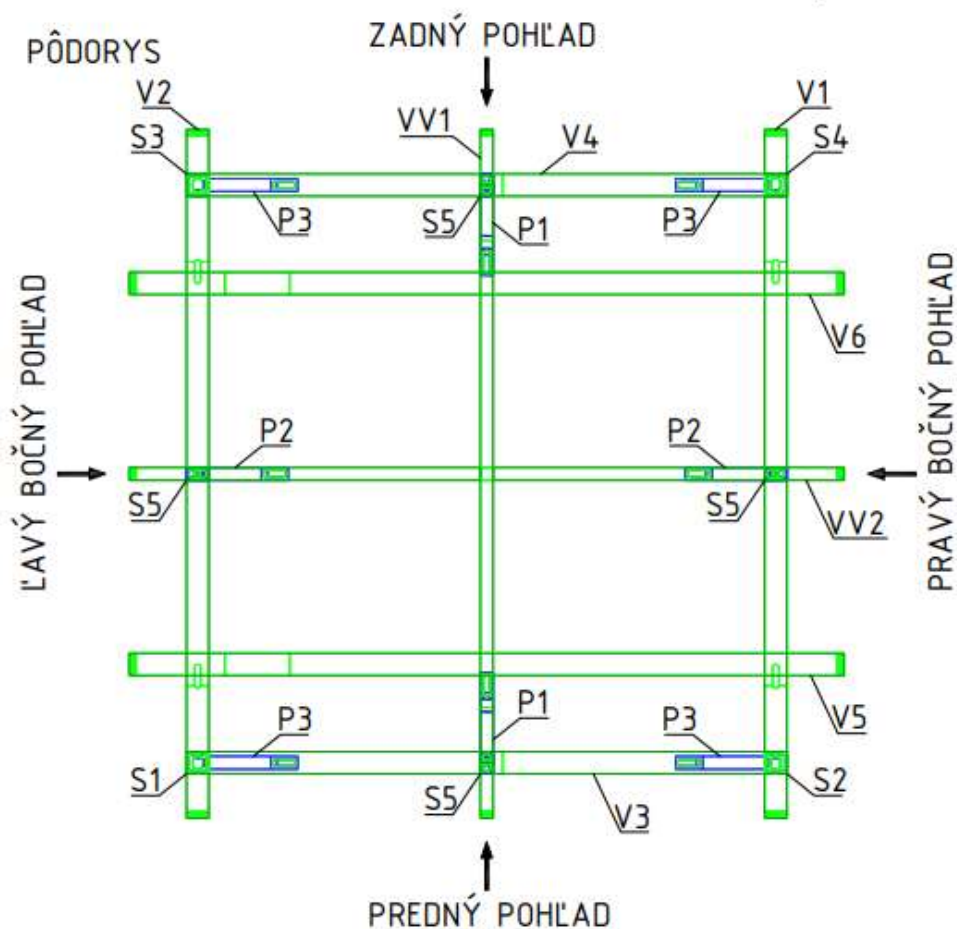 ZADNÝ POHĽAD
PÔDORYS
V2
V1
VV1
V4
S3
S4
P3
S5
P1
P3
V6
ĽAVÝ BOČNÝ POHĽAD
PRAVÝ BOČNÝ POHĽAD
P2
P2
S5
S5
VV2
V5
P3
P1
P3
S1
S5
V3
S2
PREDNÝ POHĽAD